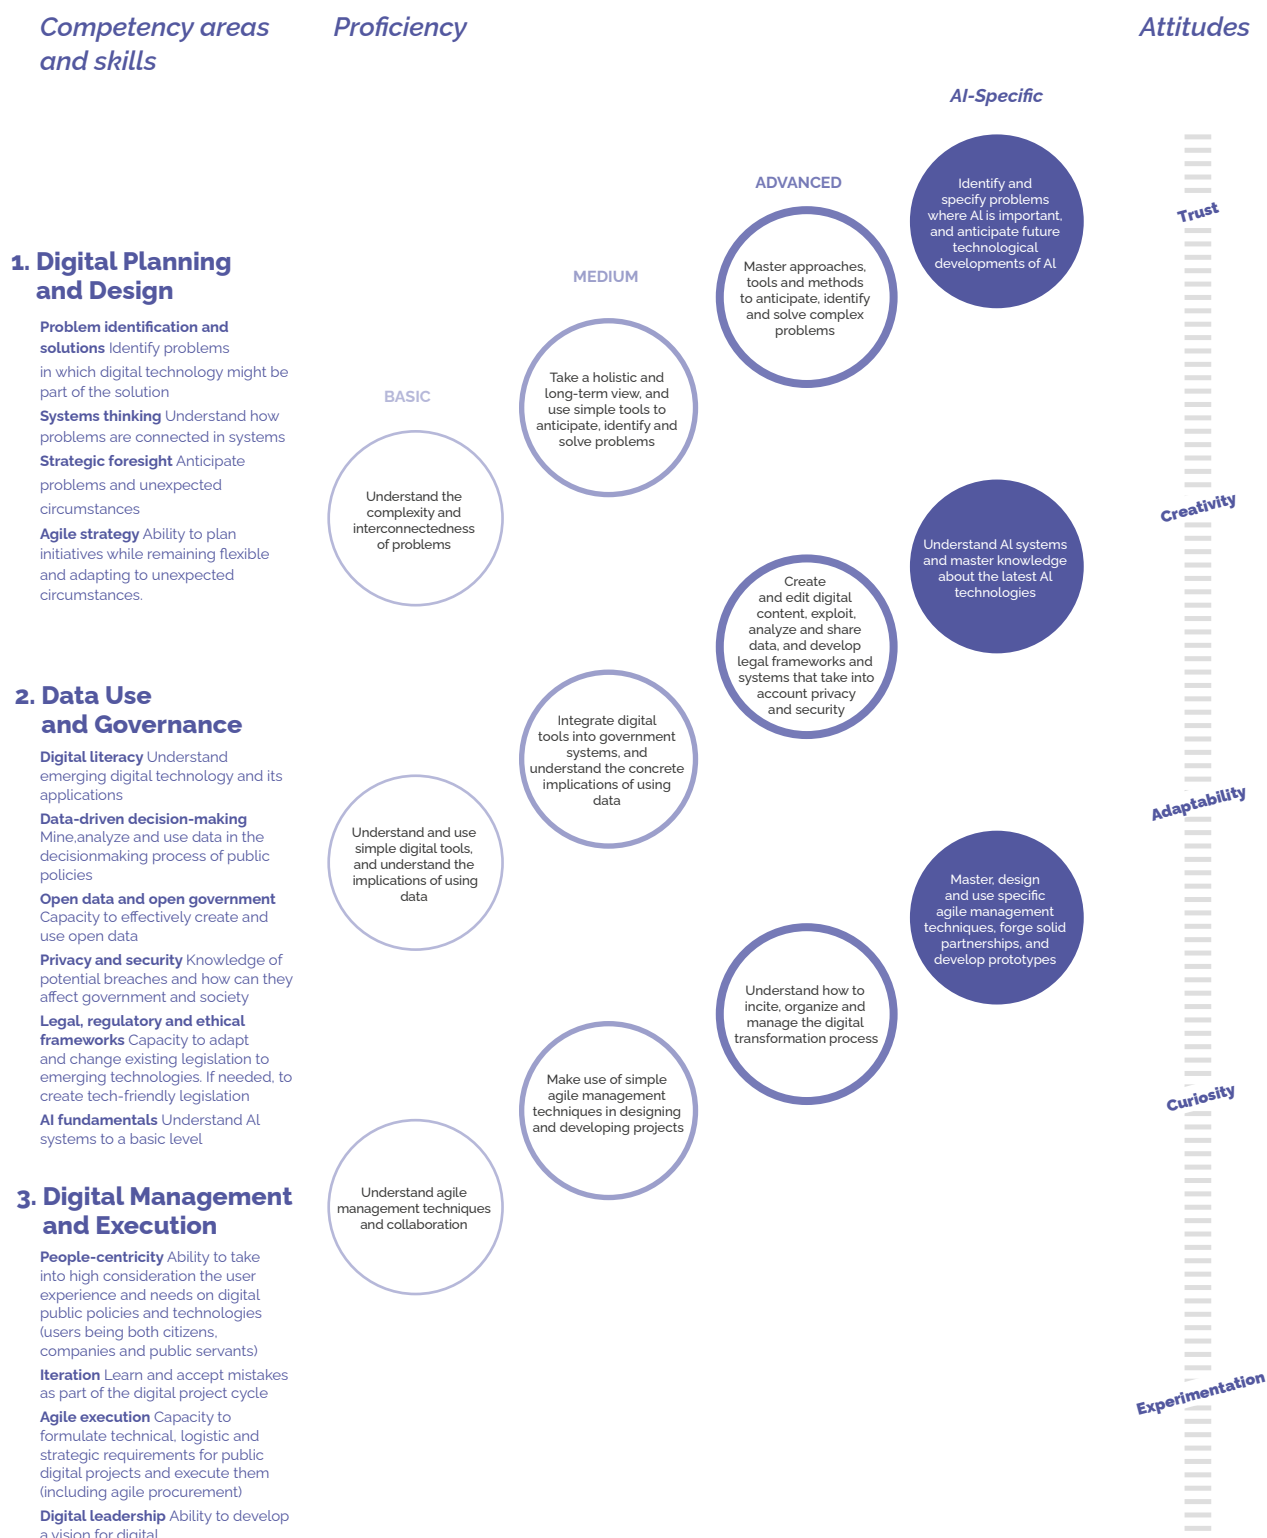 Competency areas
and skills
Proficiency
Attitudes
AI-Specific
ADVANCED
MEDIUM
BASIC
1. Digital Planning
and Design
Problem identification and
solutions Identify problems
in which digital technology might be
part of the solution
Systems thinking Understand how
problems are connected in systems
Strategic foresight Anticipate
problems and unexpected
circumstances
Agile strategy Ability to plan
initiatives while remaining flexible
and adapting to unexpected
circumstances.
Understand the
complexity and
interconnectedness
of problems
Take a holistic and
long-term view, and
use simple tools to
anticipate, identify and
solve problems
Master approaches,
tools and methods
to anticipate, identify
and solve complex
problems
Identify and
specify problems
where AI is important,
and anticipate future
technological
developments of AI
2. Data Use
and Governance
Digital literacy Understand
emerging digital technology and its
applications
Data-driven decision-making
Mine,analyze and use data in the
decisionmaking process of public
policies
Open data and open government
Capacity to effectively create and
use open data
Privacy and security Knowledge of
potential breaches and how can they
affect government and society
Legal, regulatory and ethical
frameworks Capacity to adapt
and change existing legislation to
emerging technologies. If needed, to
create tech-friendly legislation
AI fundamentals Understand AI
systems to a basic level
Understand and use
simple digital tools,
and understand the
implications of using
data
Integrate digital
tools into government
systems, and
understand the concrete
implications of using
data
Create
and edit digital
content, exploit,
analyze and share
data, and develop
legal frameworks and
systems that take into
account privacy
and security
Understand AI systems
and master knowledge
about the latest AI
technologies
3. Digital Management
and Execution
People-centricity Ability to take
into high consideration the user
experience and needs on digital
public policies and technologies
(users being both citizens,
companies and public servants)
Iteration Learn and accept mistakes
as part of the digital project cycle
Agile execution Capacity to
formulate technical, logistic and
strategic requirements for public
digital projects and execute them
(including agile procurement)
Digital leadership Ability to develop
a vision for digital
Understand agile
management techniques
and collaboration
Make use of simple
agile management
techniques in designing
and developing projects
Understand how to
incite, organize and
manage the digital
transformation process
Master, design
and use specific
agile management
techniques, forge solid
partnerships, and
develop prototypes
Trust
Creativity
Adaptability
Curiosity
Experimentation